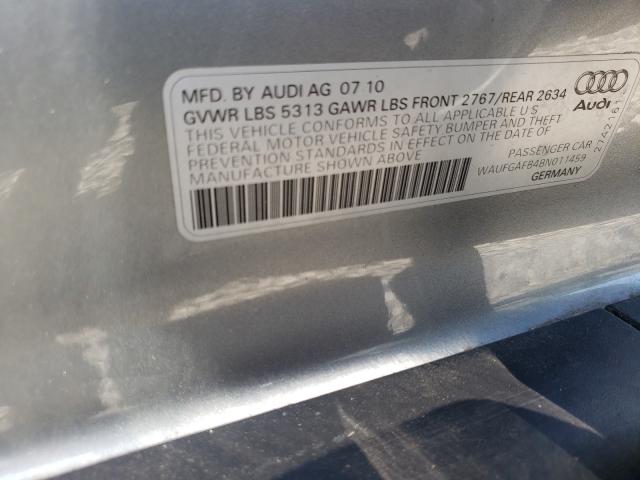 MFD. BY AUDI AG 07 10
GVWR LBS 5313 GAWR LBS FRONT 2767/REAR 2634
THIS VEHICLE CONFORMS TO ALL APPLICABLE U S
FEDERAL MOTOR VEHICLE SAFETY BUMPER AND THEFT
PREVENTION STANDARDS IN EFFECT ON THE DATE OF
MANUFACTURE SHOWN ABOVE
PASSENGER CAR
WAUFGAFB4BN011459
GERMANY
Audi
2742 161